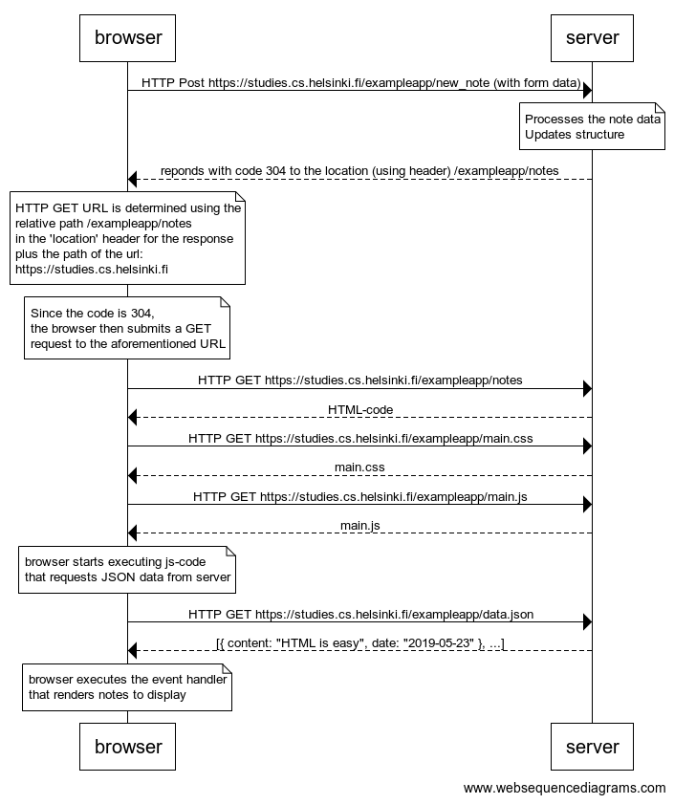 browser
server
HTTP Post https://studies.cs.helsinki.fi/exampleapp/new_note (with form data)
Processes the note data
Updates structure
reponds with code 304 to the location (using header) /exampleapp/notes
HTTP GET URL is determined using the
relative path /exampleapp/notes
in the 'location' header for the response
plus the path of the url:
https://studies.cs.helsinki.fi
Since the code is 304,
the browser then submits a GET
request to the aforementioned URL
HTTP GET https://studies.cs.helsinki.fi/exampleapp/notes
HTML-code
HTTP GET https://studies.cs.helsinki.fi/exampleapp/main.css
main.css
HTTP GET https://studies.cs.helsinki.fi/exampleapp/main.js
main.js
browser starts executing js-code
that requests JSON data from server
HTTP GET https://studies.cs.helsinki.fi/exampleapp/data.json
[{ content: "HTML is easy", date: "2019-05-23" }, ...]
browser executes the event handler
that renders notes to display
browser
server
www.websequencediagrams.com